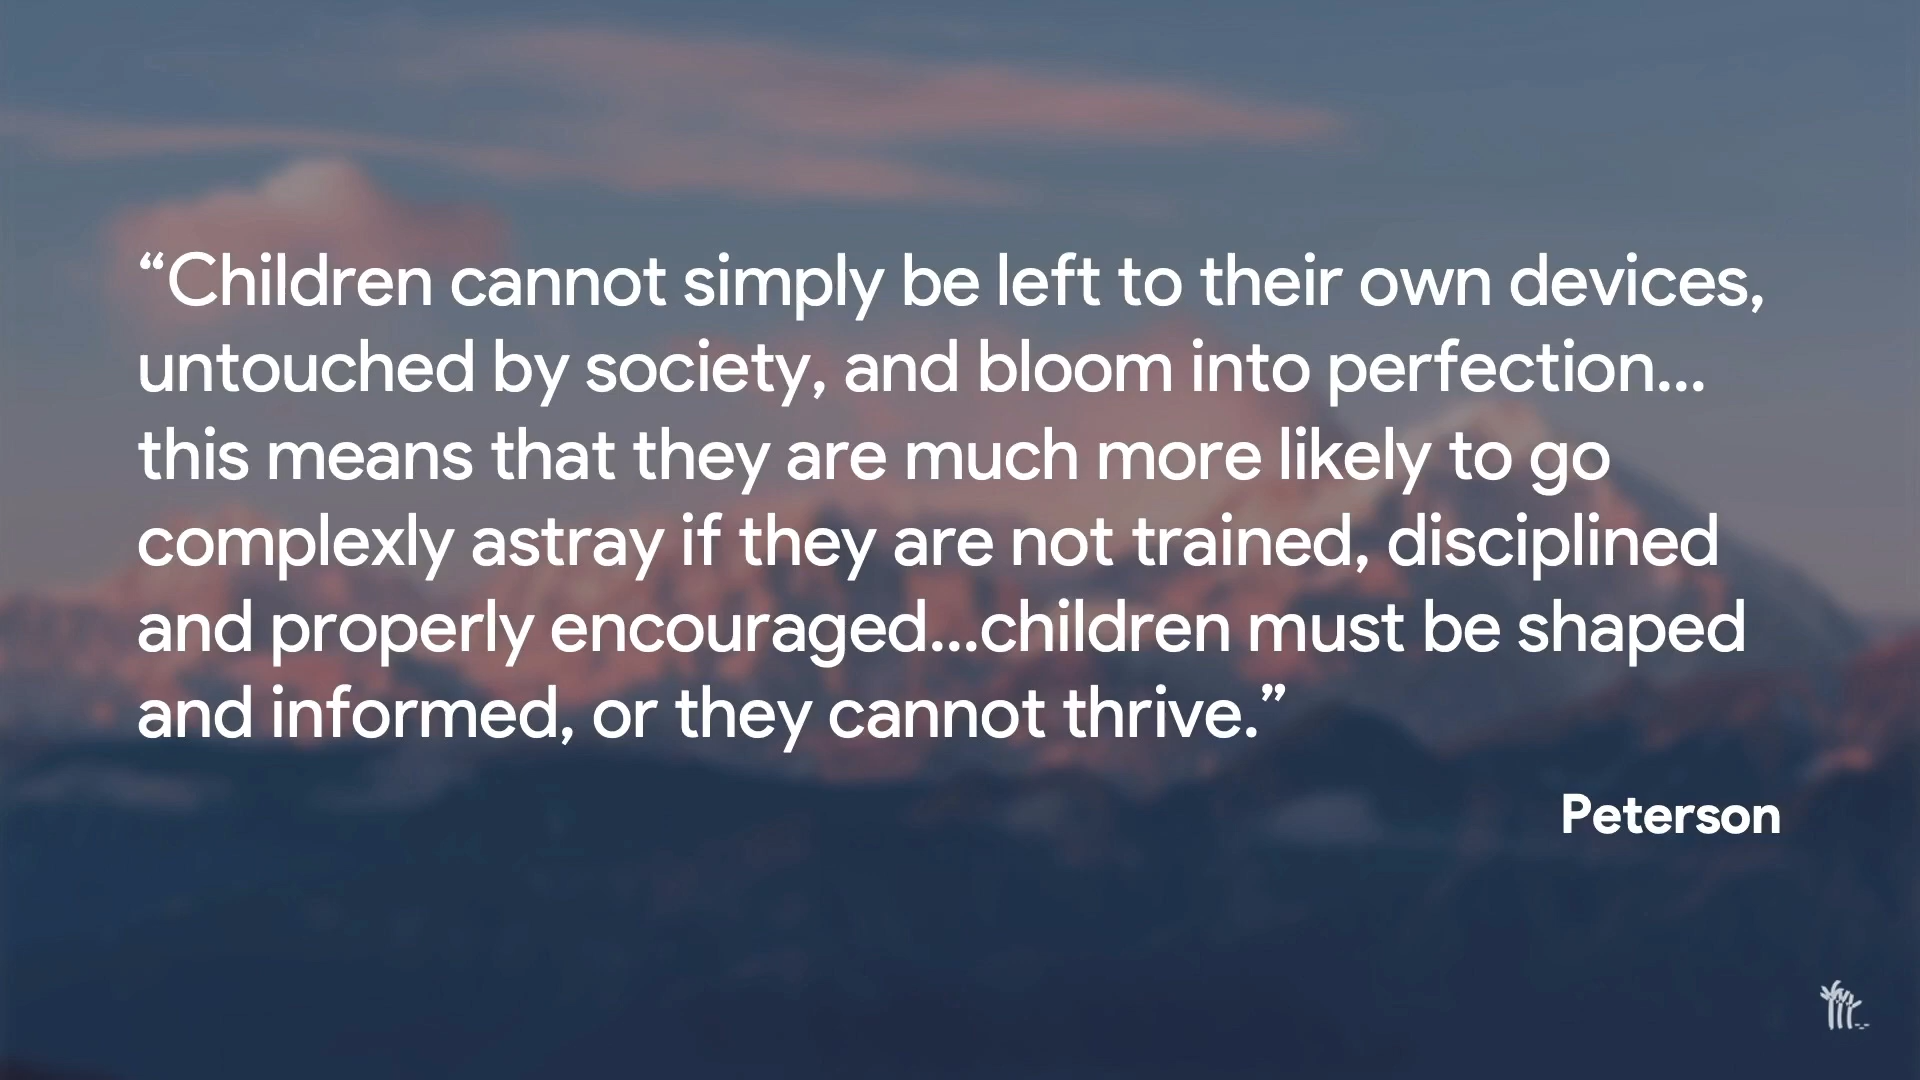 “Children cannot simply be left to their own devices,
untouched by society, and bloom into perfection...
this means that they are much more likely to go
complexly astray if they are not trained, disciplined
and properly encouraged...children must be shaped
and informed, or they cannot thrive.”
Peterson